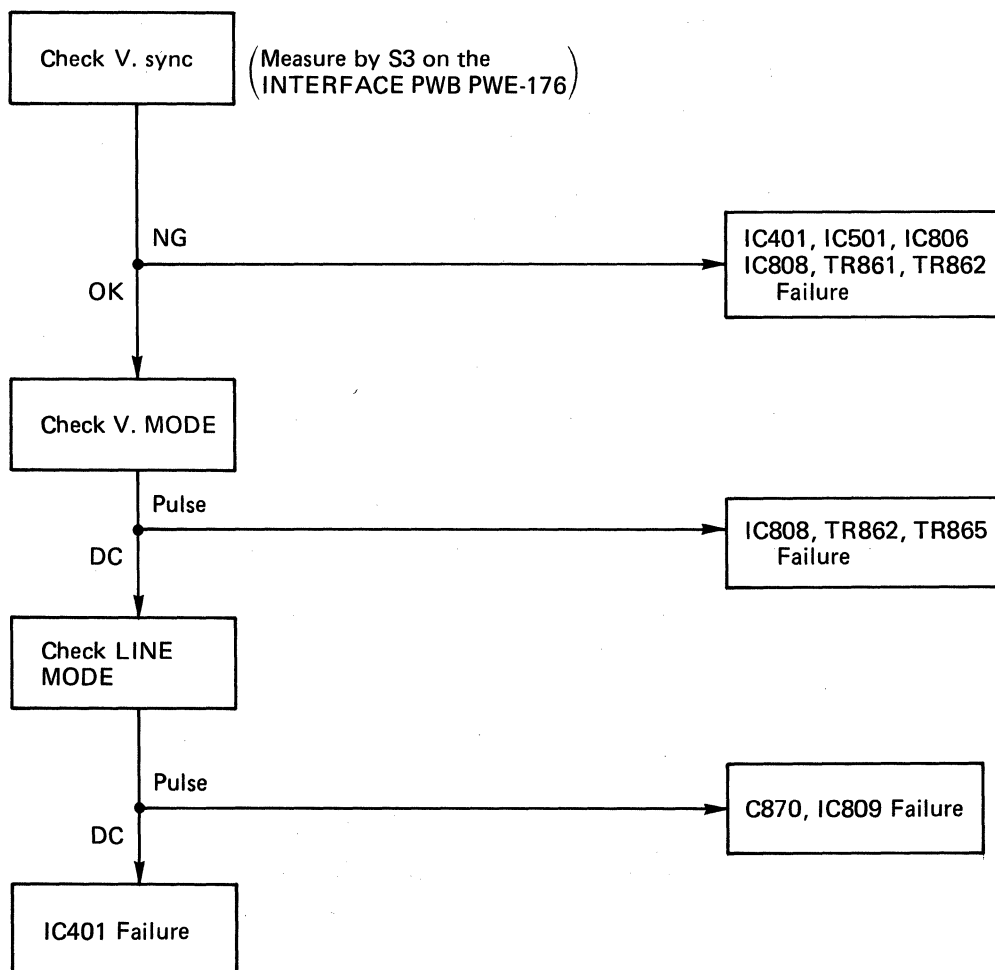 Check V. sync
(Measure by S3 on the
INTERFACE PWB PWE-176)
NG
OK
IC401, IC501, IC806
IC808, TR861, TR862
Failure
Check V. MODE
Pulse
DC
IC808, TR862, TR865
Failure
Check LINE
MODE
Pulse
DC
C870, IC809 Failure
IC401 Failure